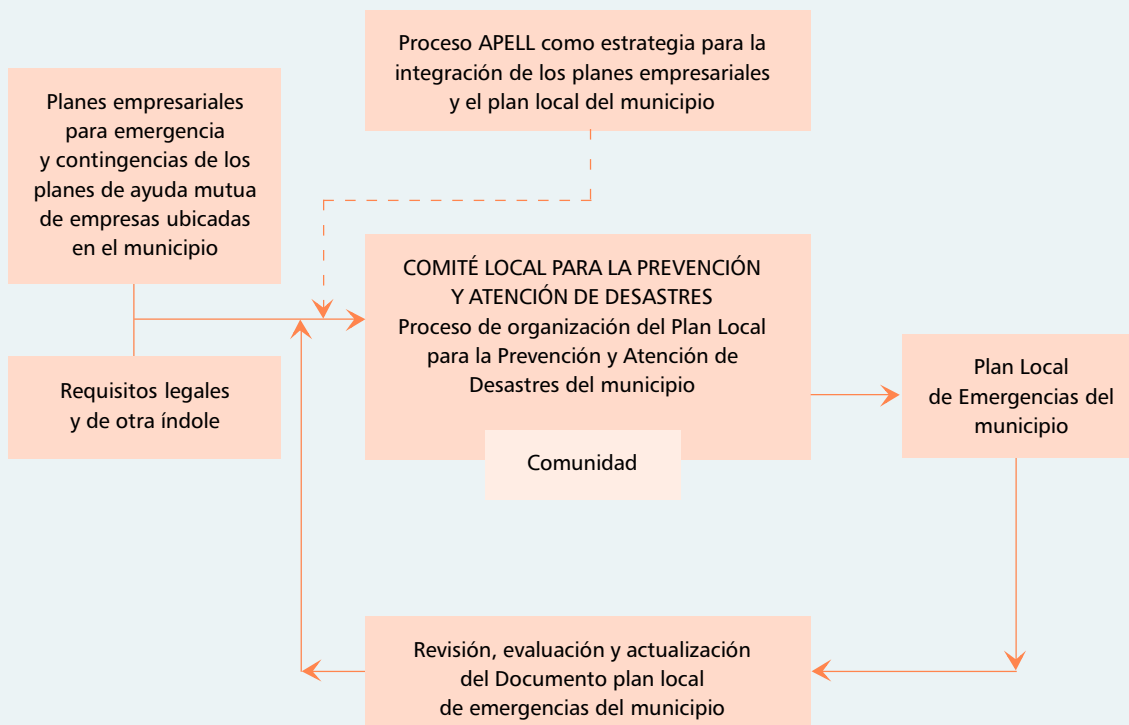 Proceso APELL como estrategia para la
integración de los planes empresariales
y el plan local del municipio
Planes empresariales
para emergencia
y contingencias de los
planes de ayuda mutua
de empresas ubicadas
en el municipio
COMITÉ LOCAL PARA LA PREVENCIÓN
Y ATENCIÓN DE DESASTRES
Proceso de organización del Plan Local
para la Prevención y Atención de
Desastres del municipio
Requisitos legales
y de otra índole
Plan Local
de Emergencias del
municipio
Comunidad
Revisión, evaluación y actualización
del Documento plan local
de emergencias del municipio